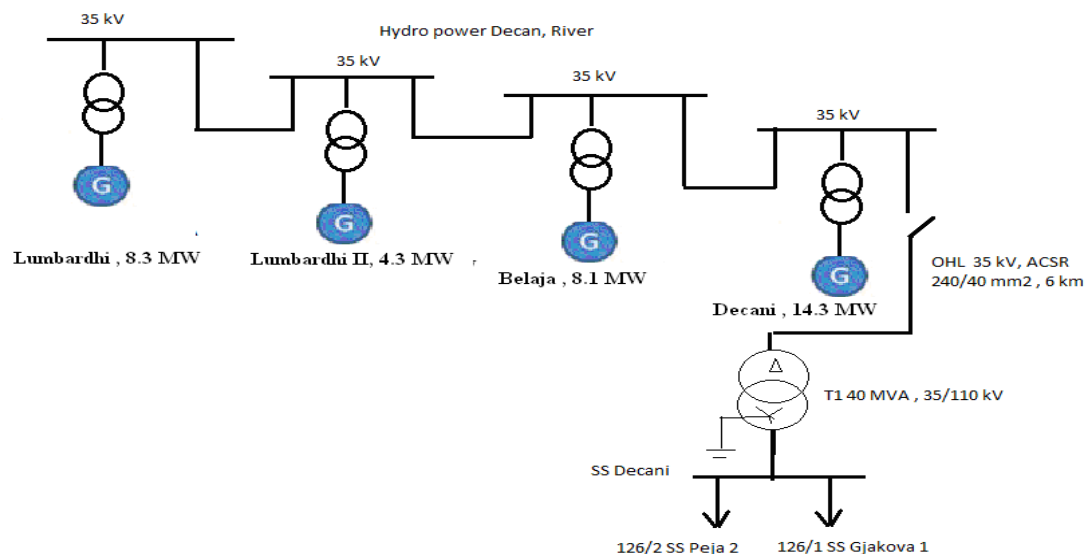 35 kV
Hydro power Decan, River
35 kV
35 kV
35 kV
G
G
G
G
Lumbardhi , 8.3 MW
Lumbardhi II, 4.3 MW
Belaja , 8.1 MW
Decani , 14.3 MW
OHL 35 kV, ACSR
240/40 mm2 , 6 km
Δ
T1 40 MVA , 35/110 kV
SS Decani
126/2 SS Peja 2
126/1 SS Gjakova 1